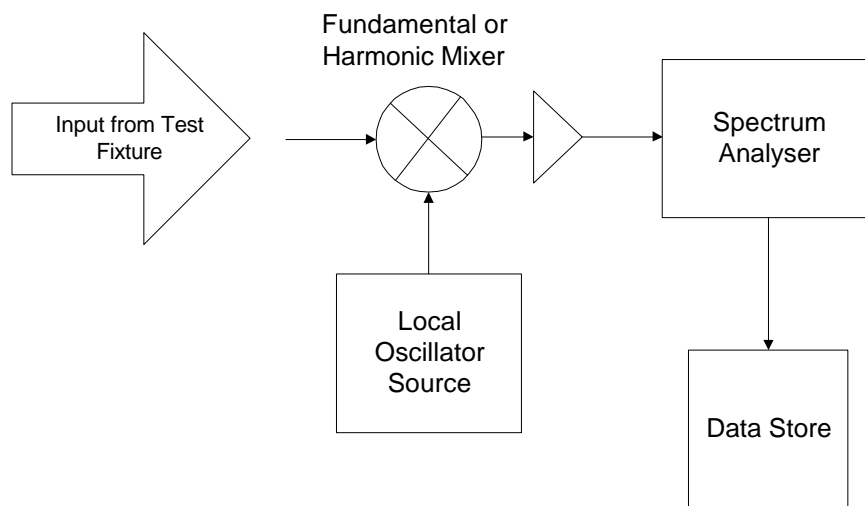 Fundamental or
Harmonic Mixer
Input from Test
Fixture
Spectrum
Analyser
Local
Oscillator
Source
Data Store